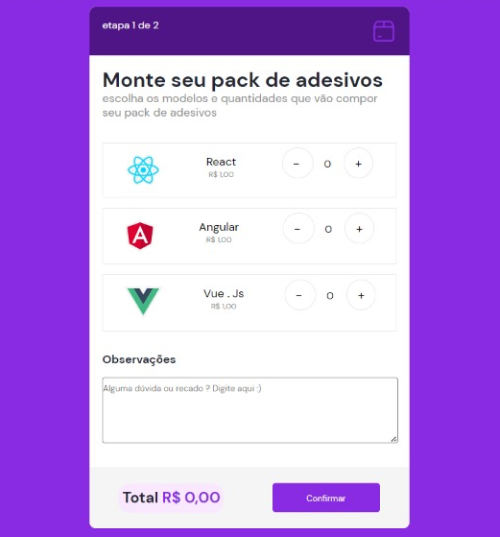 etapa 1 de 2
Monte seu pack de adesivos
escolha os modelos e quantidades que vão compor
seu pack de adesivos
React
R$ 1,00
- 0 +
Angular
R$ 1,00
- 0 +
Vue . Js
R$ 1,00
- 0 +
Observações
Alguma dúvida ou recado ? Digite aqui :)
Total R$ 0,00
Confirmar